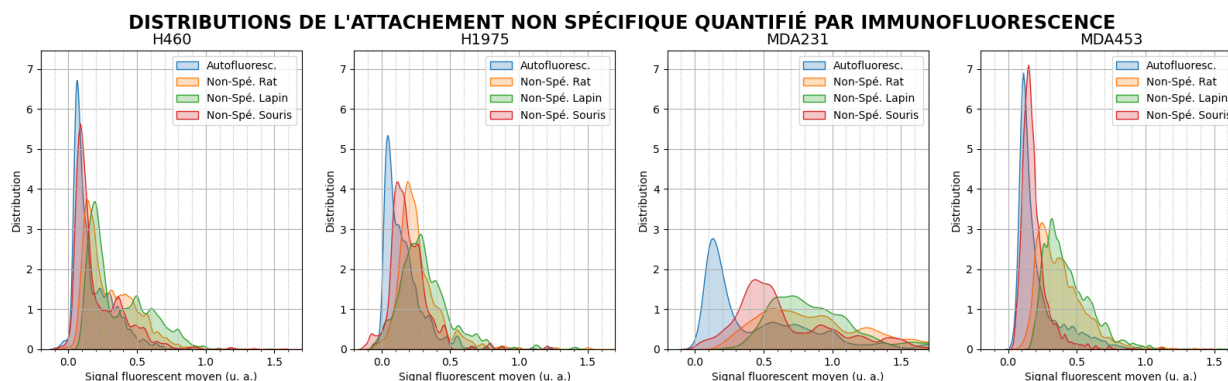 DISTRIBUTIONS DE L'ATTACHEMENT NON SPÉCIFIQUE QUANTIFIÉ PAR IMMUNOFLUORESCENCE
H460
Distribution
7
6
5
4
3
2
1
0
Autofluoresc.
Non-Spé. Rat
Non-Spé. Lapin
Non-Spé. Souris
0.0 0.5 1.0 1.5
Signal fluorescent moyen (u. a.)
H1975
Distribution
7
6
5
4
3
2
1
0
Autofluoresc.
Non-Spé. Rat
Non-Spé. Lapin
Non-Spé. Souris
0.0 0.5 1.0 1.5
Signal fluorescent moyen (u. a.)
MDA231
Distribution
7
6
5
4
3
2
1
0
Autofluoresc.
Non-Spé. Rat
Non-Spé. Lapin
Non-Spé. Souris
0.0 0.5 1.0 1.5
Signal fluorescent moyen (u. a.)
MDA453
Distribution
7
6
5
4
3
2
1
0
Autofluoresc.
Non-Spé. Rat
Non-Spé. Lapin
Non-Spé. Souris
0.0 0.5 1.0 1.5
Signal fluorescent moyen (u. a.)